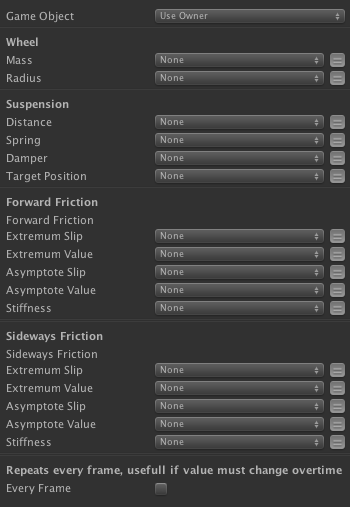 Game Object Use Owner
Wheel
Mass None
Radius None
Suspension
Distance None
Spring None
Damper None
Target Position None
Forward Friction
Forward Friction
Extremum Slip None
Extremum Value None
Asymptote Slip None
Asymptote Value None
Stiffness None
Sideways Friction
Sideways Friction
Extremum Slip None
Extremum Value None
Asymptote Slip None
Asymptote Value None
Stiffness None
Repeats every frame, usefull if value must change overtime
Every Frame